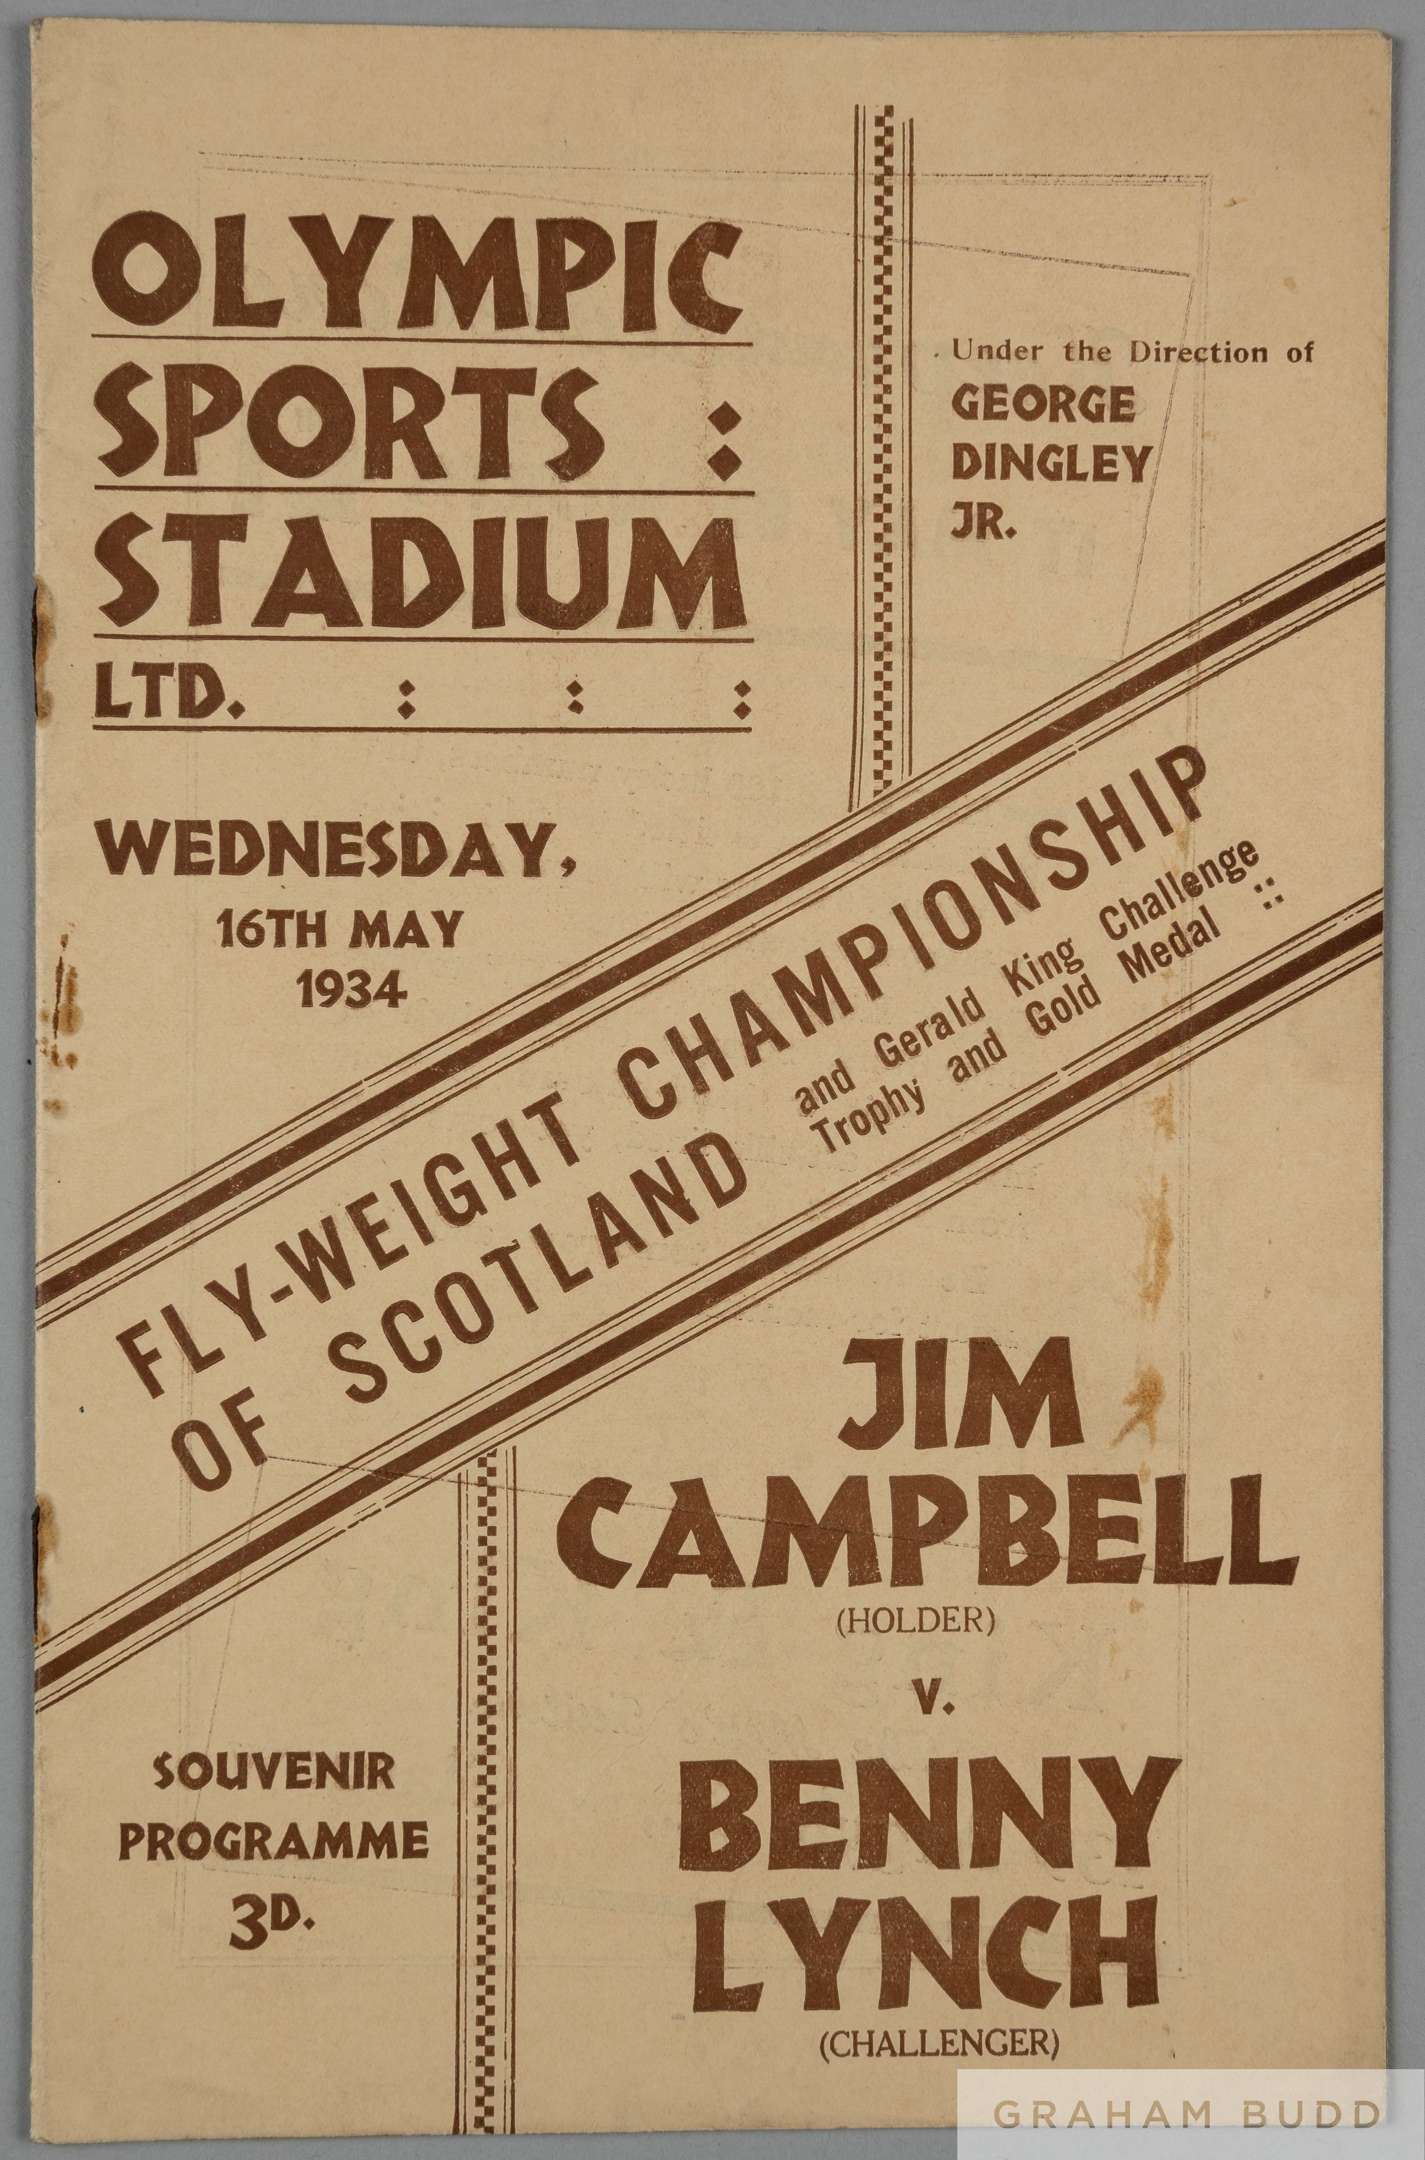 OLYMPIC
SPORTS :
STADIUM
LTD. : : :
Under the Direction of
GEORGE
DINGLEY
JR.
WEDNESDAY,
16TH MAY
1934
FLY-WEIGHT CHAMPIONSHIP
OF SCOTLAND
and Gerald King Challenge
Trophy and Gold Medal ::
JIM
CAMPBELL
(HOLDER)
V.
BENNY
LYNCH
(CHALLENGER)
SOUVENIR
PROGRAMME
3D.
GRAHAM BUDD